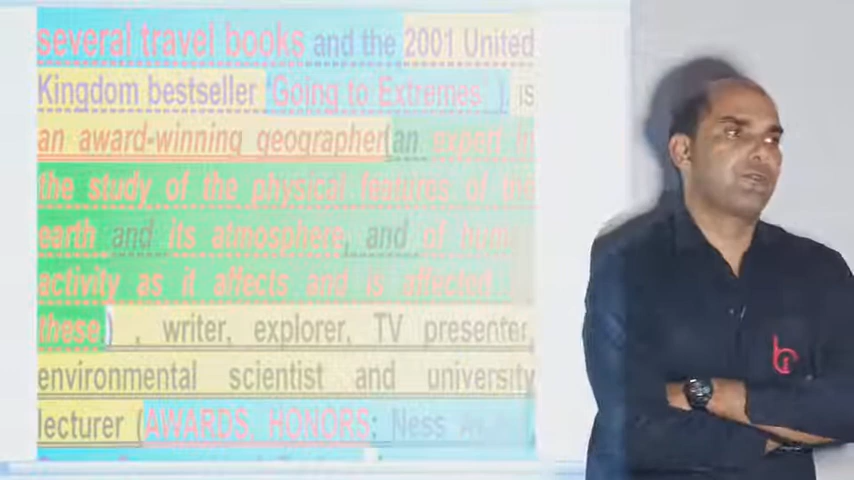 several travel books and the 2001 United
Kingdom bestseller 'Going to Extremes'), is
an award-winning geographer(an expert in
the study of the physical features of the
earth and its atmosphere, and of human
activity as it affects and is affected
these) , writer, explorer, TV presenter,
environmental scientist and university
lecturer (AWARDS, HONORS: Ness